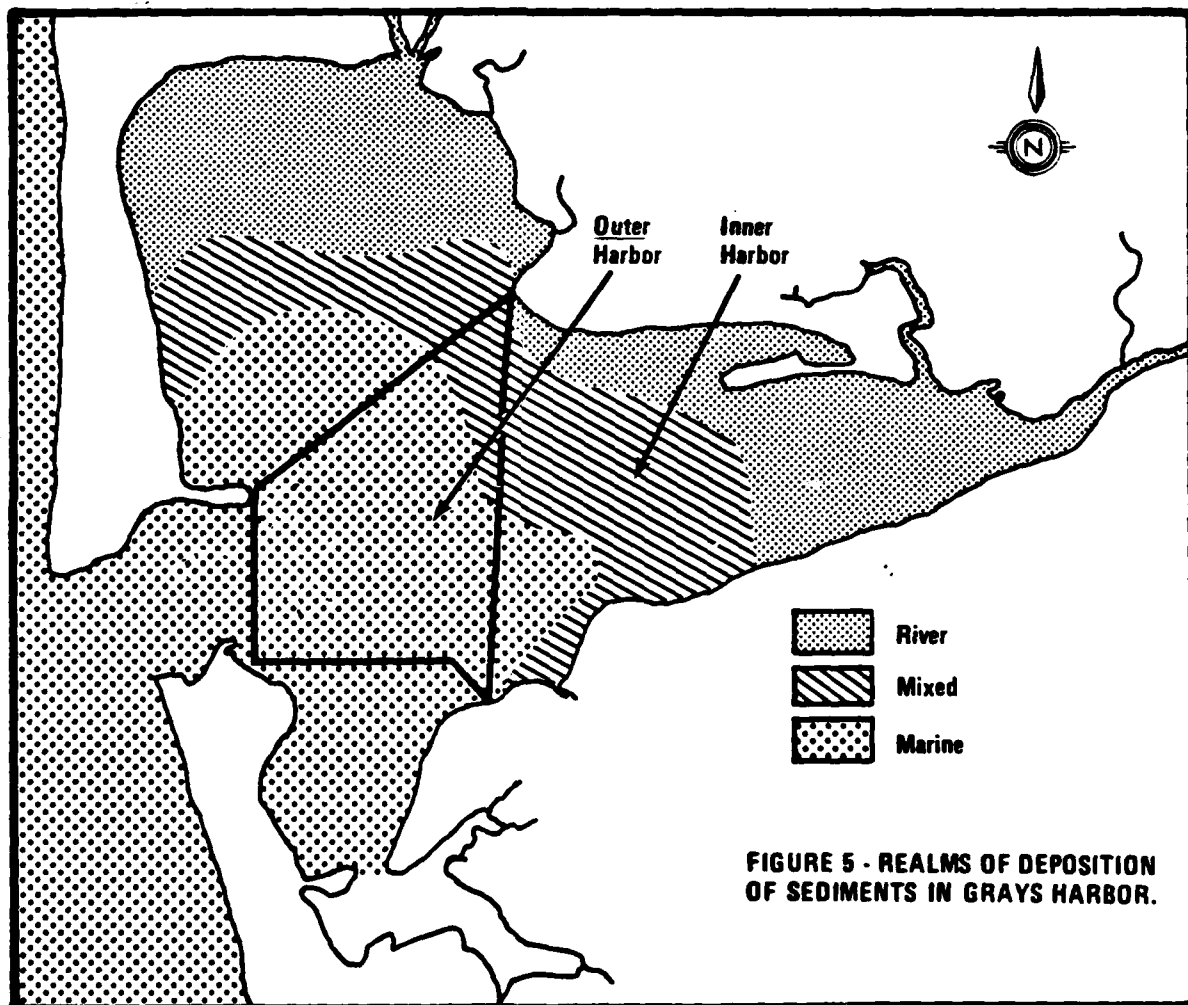 N
Outer
Harbor
Inner
Harbor
River
Mixed
Marine
FIGURE 5 - REALMS OF DEPOSITION
OF SEDIMENTS IN GRAYS HARBOR.